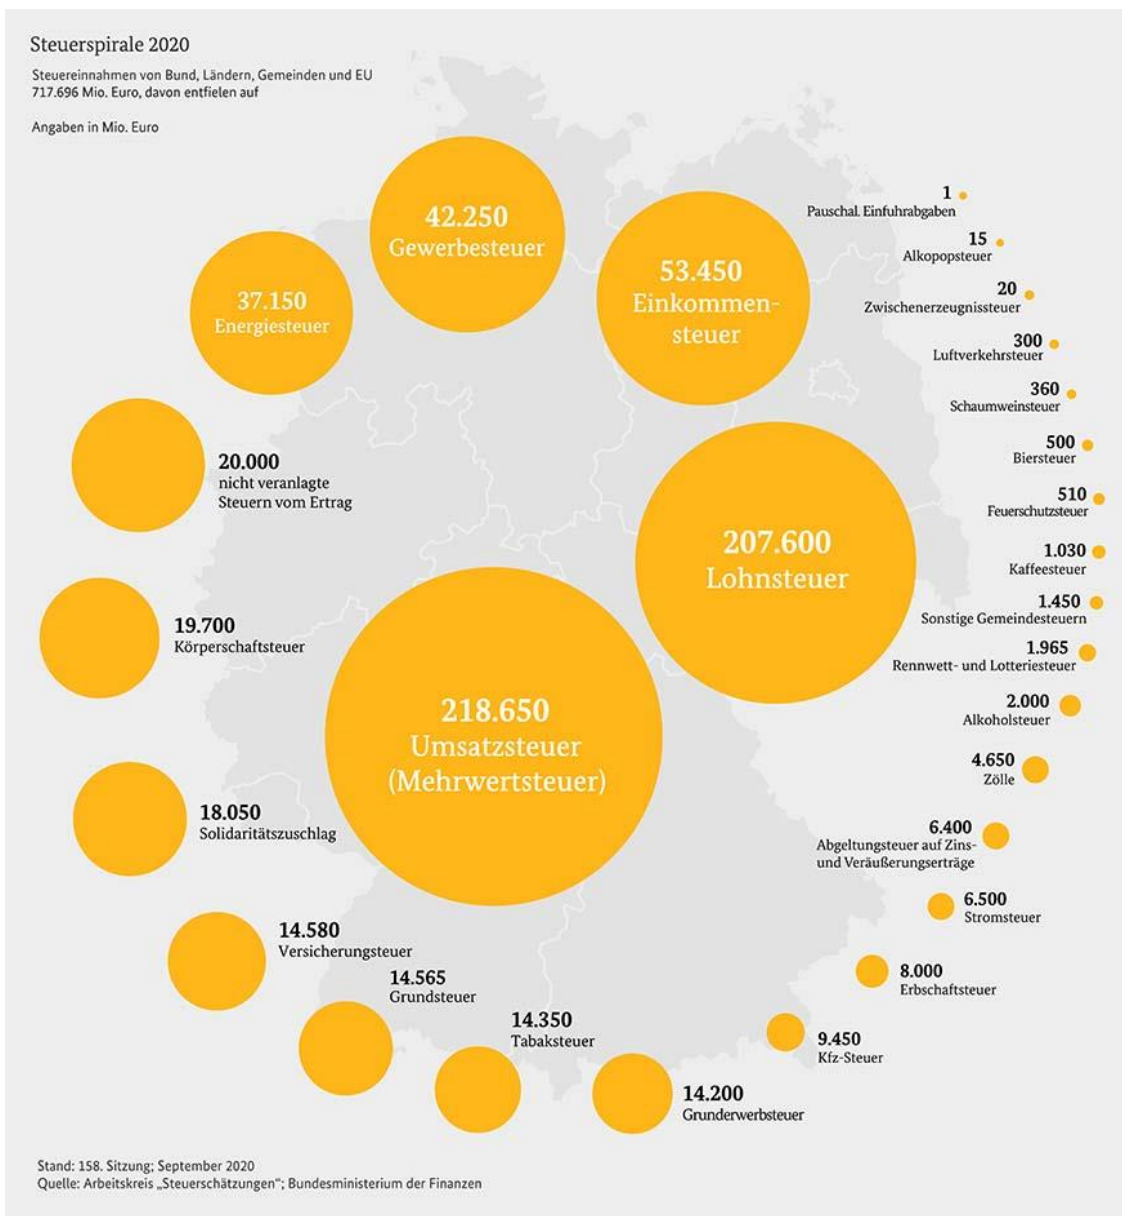 Steuerspirale 2020
Steuereinnahmen von Bund, Ländern, Gemeinden und EU
717.696 Mio. Euro, davon entfielen auf
Angaben in Mio. Euro
1
Pauschal. Einfuhrabgaben
15
Alkopopsteuer
20
Zwischenerzeugnissteuer
300
Luftverkehrsteuer
360
Schaumweinsteuer
500
Biersteuer
510
Feuerschutzsteuer
1.030
Kaffeesteuer
1.450
Sonstige Gemeindesteuern
1.965
Rennwett- und Lotteriesteuer
2.000
Alkoholsteuer
4.650
Zölle
6.400
Abgeltungsteuer auf Zins-
und Veräußerungserträge
6.500
Stromsteuer
8.000
Erbschaftsteuer
9.450
Kfz-Steuer
14.200
Grunderwerbsteuer
14.350
Tabaksteuer
14.565
Grundsteuer
14.580
Versicherungsteuer
18.050
Solidaritätszuschlag
19.700
Körperschaftsteuer
20.000
nicht veranlagte
Steuern vom Ertrag
37.150
Energiesteuer
42.250
Gewerbesteuer
53.450
Einkommen-
steuer
207.600
Lohnsteuer
218.650
Umsatzsteuer
(Mehrwertsteuer)
Stand: 158. Sitzung; September 2020
Quelle: Arbeitskreis „Steuerschätzungen“; Bundesministerium der Finanzen